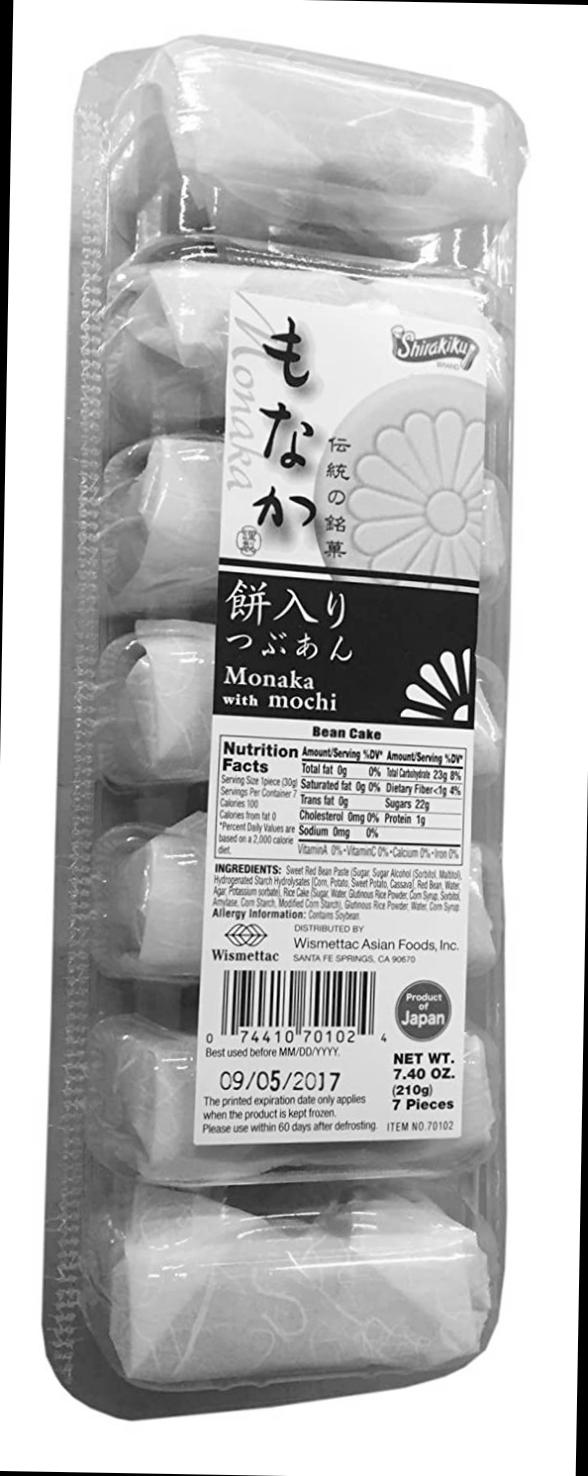 Monaka
もなか
謹製
伝統の銘菓
Shirakiku
BRAND
餅入り
つぶあん
Monaka
with mochi
Bean Cake
Nutrition
Facts
Serving Size 1piece (30g)
Servings Per Container 7
Calories 100
Calories from fat 0
*Percent Daily Values are
based on a 2,000 calorie
diet.
Amount/Serving %DV* Amount/Serving %DV*
Total fat 0g 0% Total Carbohydrate 23g 8%
Saturated fat 0g 0% Dietary Fiber<1g 4%
Trans fat 0g Sugars 22g
Cholesterol 0mg 0% Protein 1g
Sodium 0mg 0%
VitaminA 0%・VitaminC 0%・Calcium 0%・Iron 0%
INGREDIENTS: Sweet Red Bean Paste (Sugar, Sugar Alcohol (Sorbitol, Maltitol),
Hydrogenated Starch Hydrolysates (Corn, Potato, Sweet Potato, Cassava), Red Bean, Water,
Agar, Potassium sorbate), Rice Cake (Sugar, Water, Glutinous Rice Powder, Corn Syrup, Sorbitol,
Amylase, Corn Starch, Modified Corn Starch), Glutinous Rice Powder, Water, Corn Syrup.
Allergy Information: Contains Soybean.
Wismettac
DISTRIBUTED BY
Wismettac Asian Foods, Inc.
SANTA FE SPRINGS, CA 90670
0 74410 70102 4
Product
of
Japan
Best used before MM/DD/YYYY.
09/05/2017
The printed expiration date only applies
when the product is kept frozen.
Please use within 60 days after defrosting.
NET WT.
7.40 OZ.
(210g)
7 Pieces
ITEM NO.70102